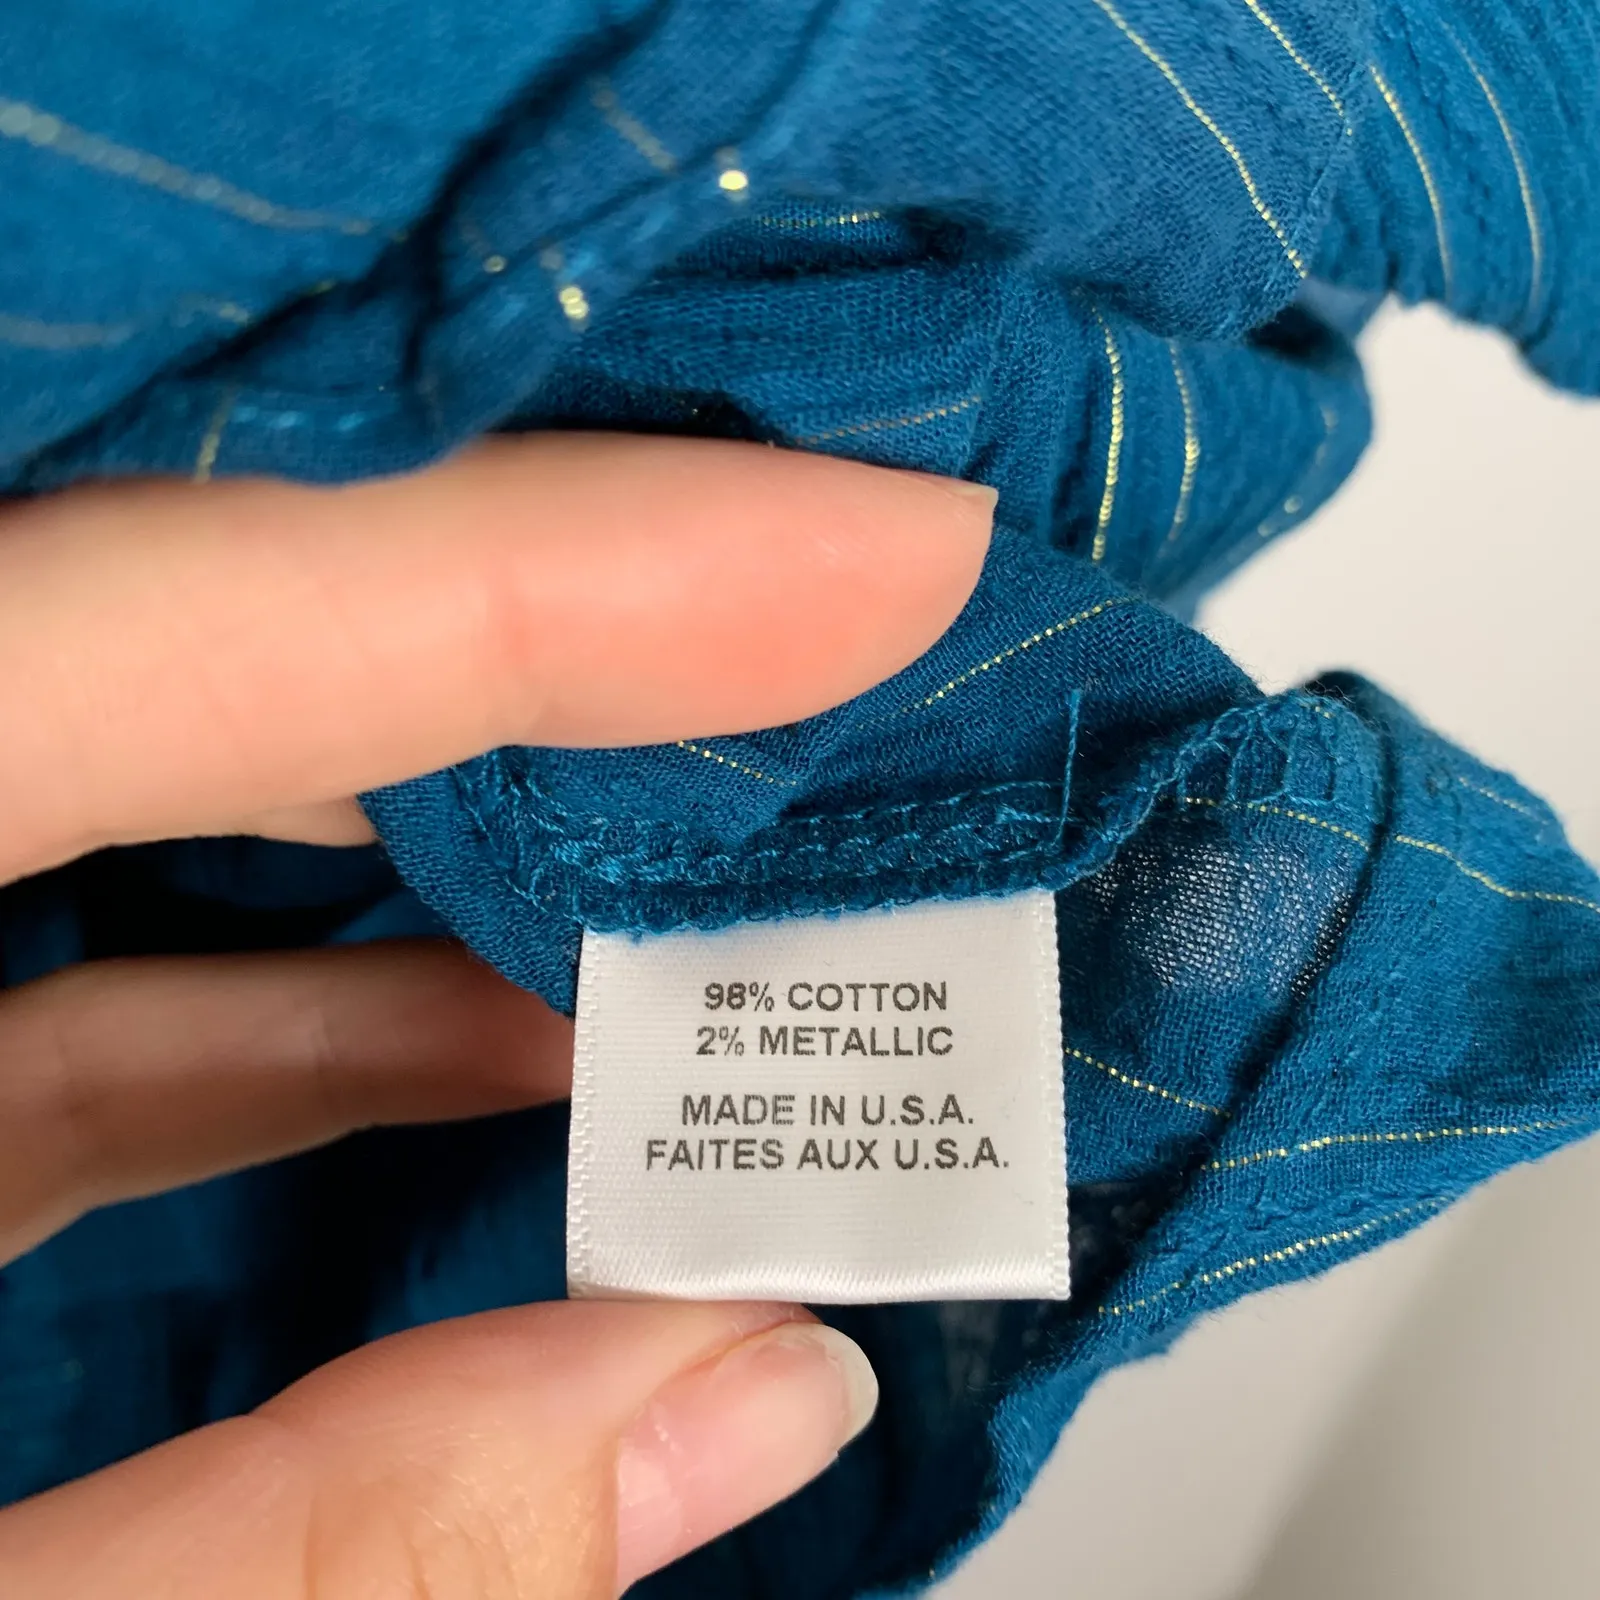 98% COTTON
2% METALLIC
MADE IN U.S.A.
FAITES AUX U.S.A.